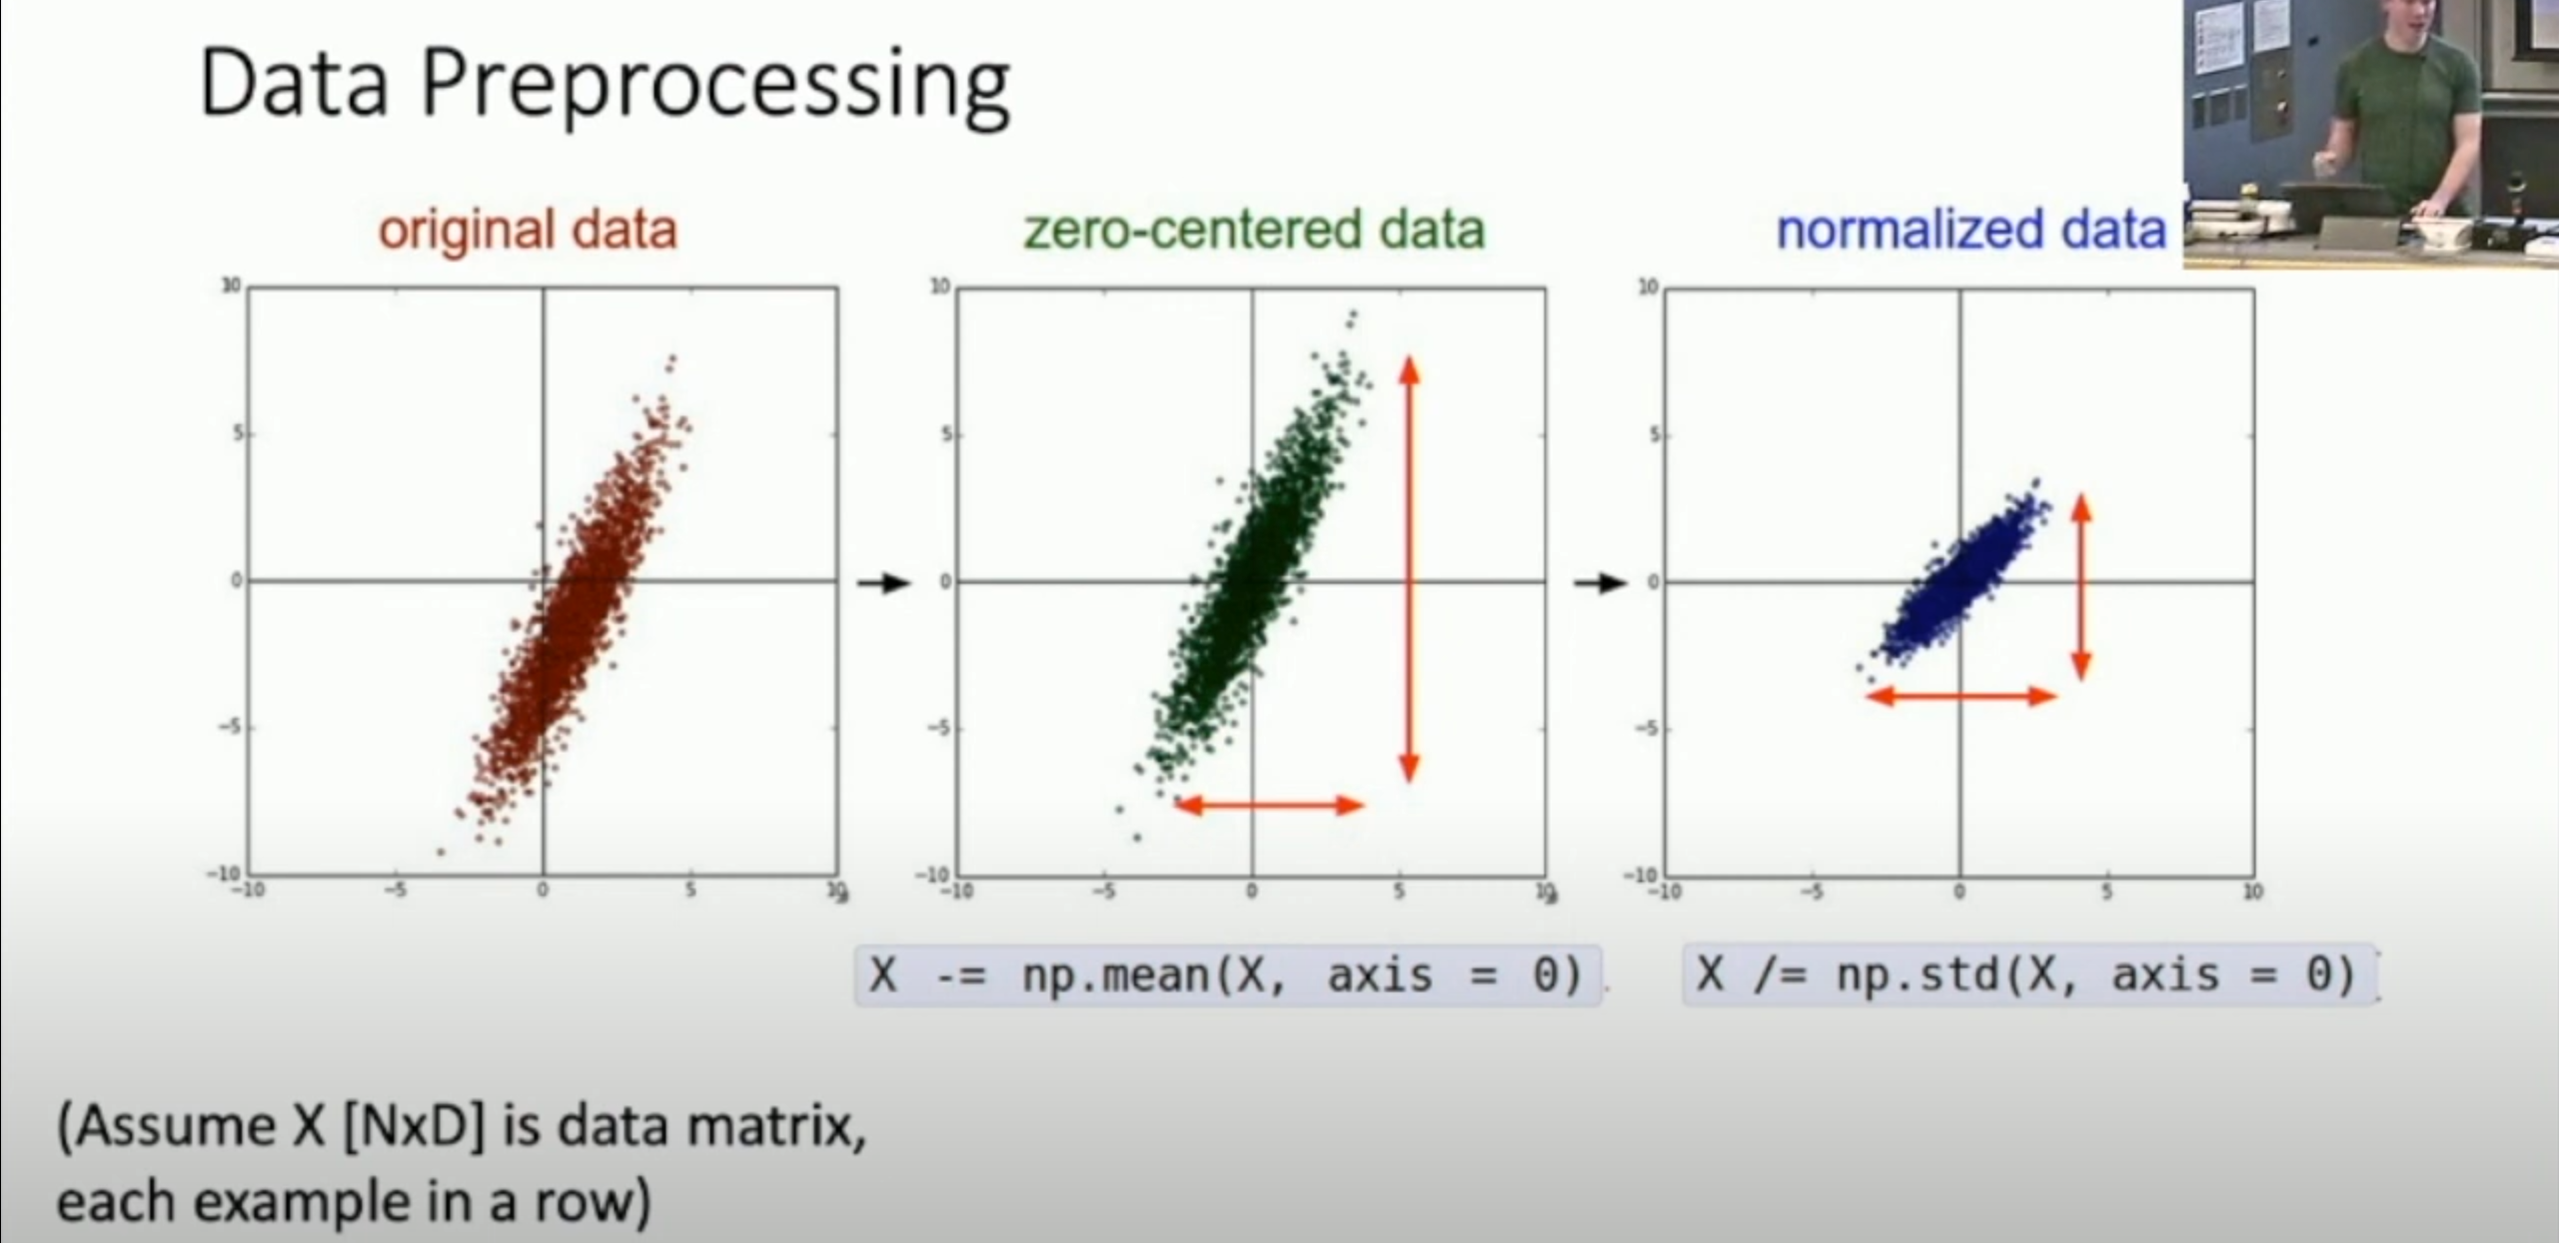 Data Preprocessing
original data
zero-centered data
normalized data
10
5
0
−5
−10
−10 −5 0 5 10
10
5
0
−5
−10
−10 −5 0 5 10
10
5
0
−5
−10
−10 −5 0 5 10
X -= np.mean(X, axis = 0)
X /= np.std(X, axis = 0)
(Assume X [NxD] is data matrix,
each example in a row)